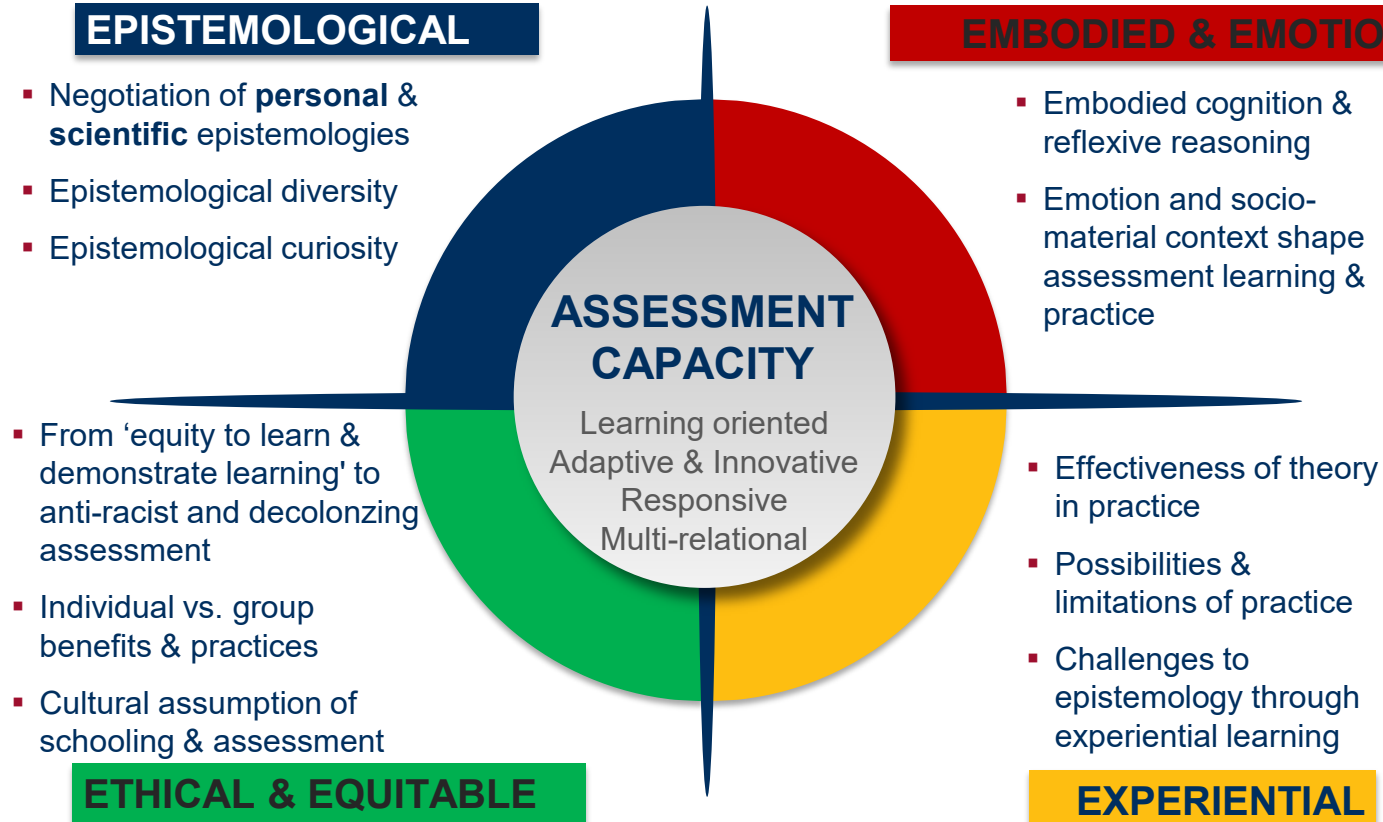 EPISTEMOLOGICAL
▪ Negotiation of personal &
scientific epistemologies
▪ Epistemological diversity
▪ Epistemological curiosity
EMBODIED & EMOTIO
▪ Embodied cognition &
reflexive reasoning
▪ Emotion and socio-
material context shape
assessment learning &
practice
ASSESSMENT
CAPACITY
Learning oriented
Adaptive & Innovative
Responsive
Multi-relational
▪ From ‘equity to learn &
demonstrate learning' to
anti-racist and decolonzing
assessment
▪ Individual vs. group
benefits & practices
▪ Cultural assumption of
schooling & assessment
ETHICAL & EQUITABLE
▪ Effectiveness of theory
in practice
▪ Possibilities &
limitations of practice
▪ Challenges to
epistemology through
experiential learning
EXPERIENTIAL